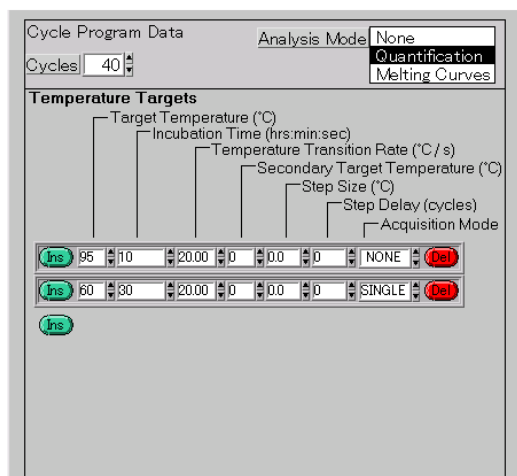 Cycle Program Data
Analysis Mode None
Quantification
Melting Curves
Cycles 40
Temperature Targets
Target Temperature (°C)
Incubation Time (hrs:min:sec)
Temperature Transition Rate (°C / s)
Secondary Target Temperature (°C)
Step Size (°C)
Step Delay (cycles)
Acquisition Mode
Ins 95 10 20.00 0 0.0 0 NONE Del
Ins 60 30 20.00 0 0.0 0 SINGLE Del
Ins